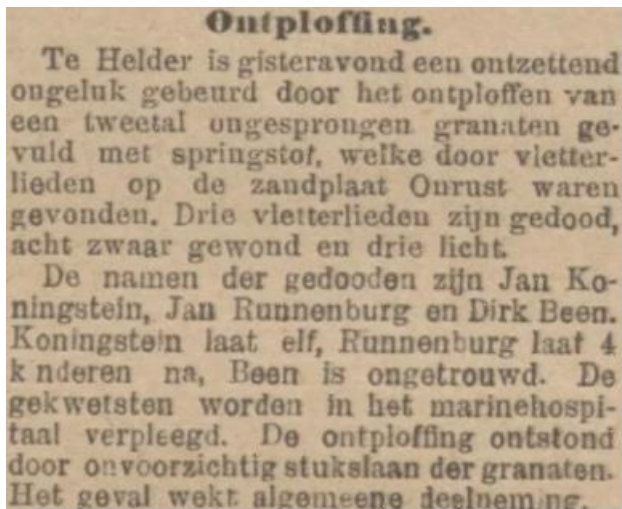 Ontploffing.
Te Helder is gisteravond een ontzettend
ongeluk gebeurd door het ontploffen van
een tweetal ongesprongen granaten ge-
vuld met springstof, welke door vletter-
lieden op de zandplaat Onrust waren
gevonden. Drie vletterlieden zijn gedood,
acht zwaar gewond en drie licht.
De namen der gedooden zijn Jan Ko-
ningstein, Jan Runnenburg en Dirk Been.
Koningstein laat elf, Runnenburg laat 4
k nderen na, Been is ongetrouwd. De
gekwetsten worden in het marinehospi-
taal verpleegd. De ontploffing ontstond
door onvoorzichtig stukslaan der granaten.
Het geval wekt algemeene deelneming.